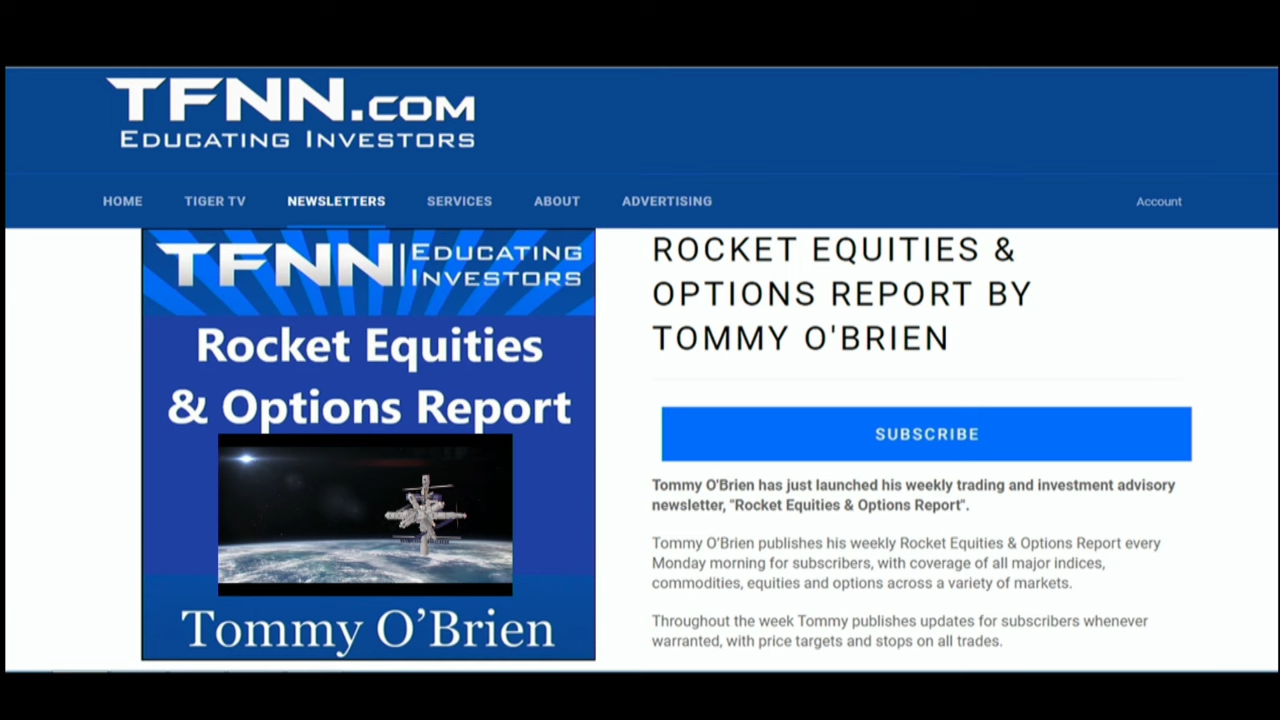 TFNN.COM
EDUCATING INVESTORS
HOME TIGER TV NEWSLETTERS SERVICES ABOUT ADVERTISING Account
TFNN EDUCATING
INVESTORS
Rocket Equities
& Options Report
Tommy O’Brien
ROCKET EQUITIES &
OPTIONS REPORT BY
TOMMY O'BRIEN
SUBSCRIBE
Tommy O'Brien has just launched his weekly trading and investment advisory
newsletter, "Rocket Equities & Options Report".
Tommy O’Brien publishes his weekly Rocket Equities & Options Report every
Monday morning for subscribers, with coverage of all major indices,
commodities, equities and options across a variety of markets.
Throughout the week Tommy publishes updates for subscribers whenever
warranted, with price targets and stops on all trades.